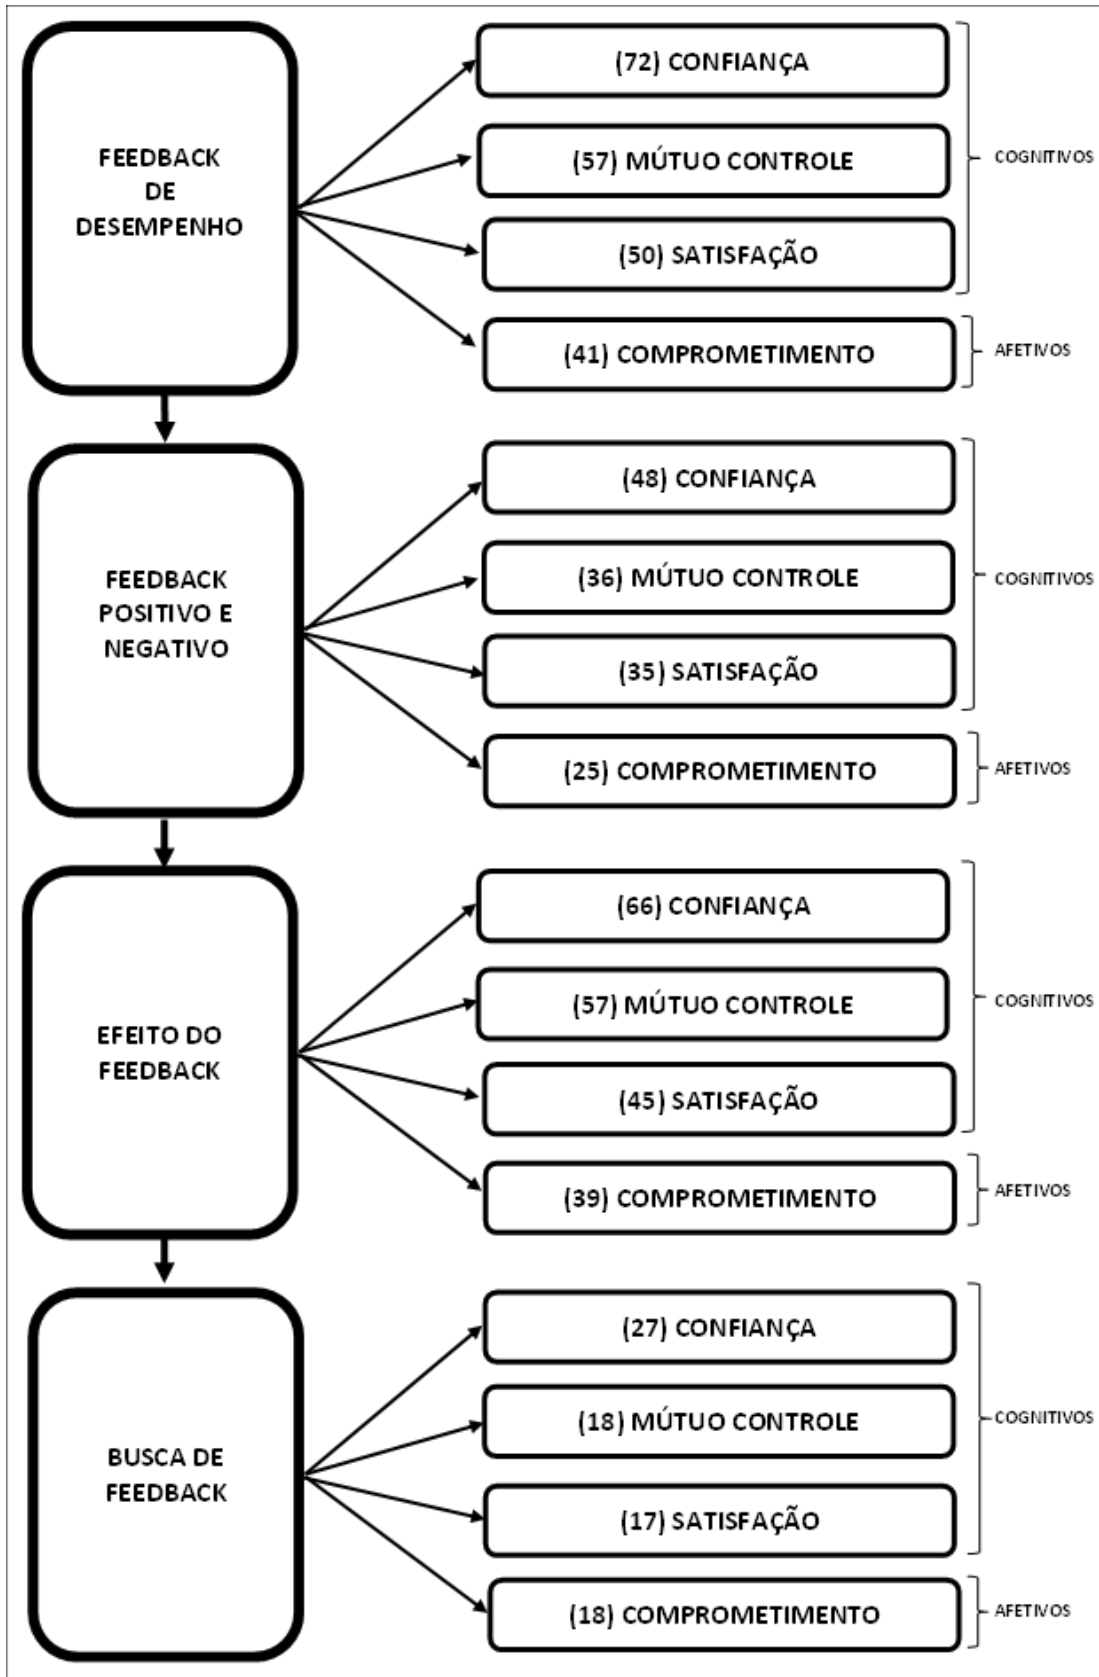 FEEDBACK
DE
DESEMPENHO
(72) CONFIANÇA
(57) MÚTUO CONTROLE
(50) SATISFAÇÃO
COGNITIVOS
(41) COMPROMETIMENTO
AFETIVOS
FEEDBACK
POSITIVO E
NEGATIVO
(48) CONFIANÇA
(36) MÚTUO CONTROLE
(35) SATISFAÇÃO
COGNITIVOS
(25) COMPROMETIMENTO
AFETIVOS
EFEITO DO
FEEDBACK
(66) CONFIANÇA
(57) MÚTUO CONTROLE
(45) SATISFAÇÃO
COGNITIVOS
(39) COMPROMETIMENTO
AFETIVOS
BUSCA DE
FEEDBACK
(27) CONFIANÇA
(18) MÚTUO CONTROLE
(17) SATISFAÇÃO
COGNITIVOS
(18) COMPROMETIMENTO
AFETIVOS